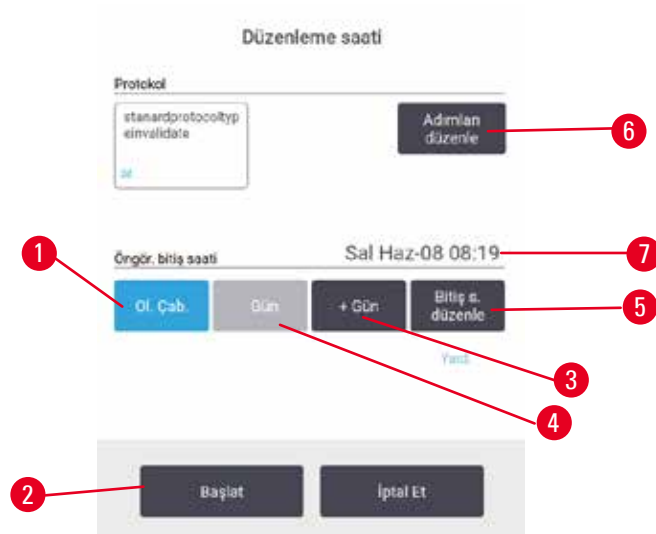 Düzenleme saati
Protokol
stanardprotocoltyp
einvalidate
Adımları
düzenle
6
1
Öngör. bitiş saati
Sal Haz-08 08:19
7
Ol. Çab.
Gün
+ Gün
Bitiş s.
düzenle
5
3
4
2
Başlat
İptal Et